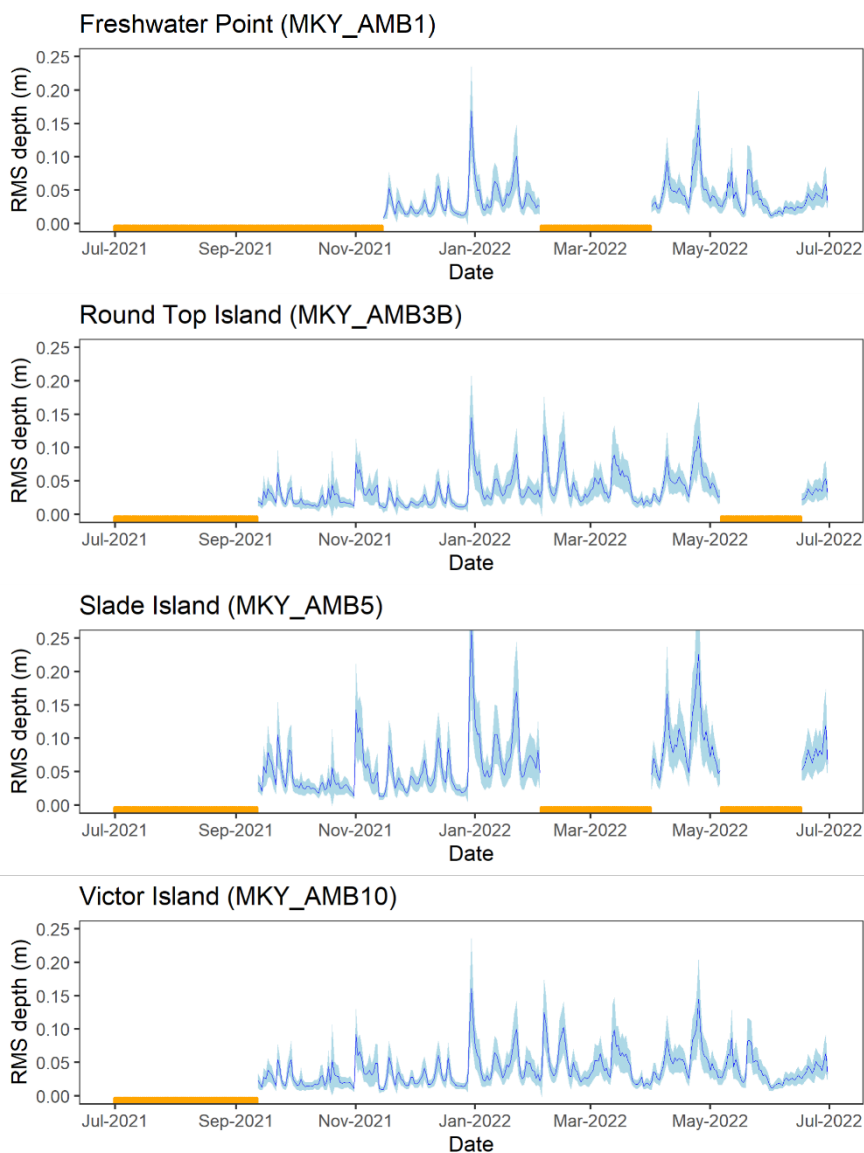 Freshwater Point (MKY_AMB1)
RMS depth (m)
0.25
0.20
0.15
0.10
0.05
0.00
Jul-2021 Sep-2021 Nov-2021 Jan-2022 Mar-2022 May-2022 Jul-2022
Date
Round Top Island (MKY_AMB3B)
RMS depth (m)
0.25
0.20
0.15
0.10
0.05
0.00
Jul-2021 Sep-2021 Nov-2021 Jan-2022 Mar-2022 May-2022 Jul-2022
Date
Slade Island (MKY_AMB5)
RMS depth (m)
0.25
0.20
0.15
0.10
0.05
0.00
Jul-2021 Sep-2021 Nov-2021 Jan-2022 Mar-2022 May-2022 Jul-2022
Date
Victor Island (MKY_AMB10)
RMS depth (m)
0.25
0.20
0.15
0.10
0.05
0.00
Jul-2021 Sep-2021 Nov-2021 Jan-2022 Mar-2022 May-2022 Jul-2022
Date